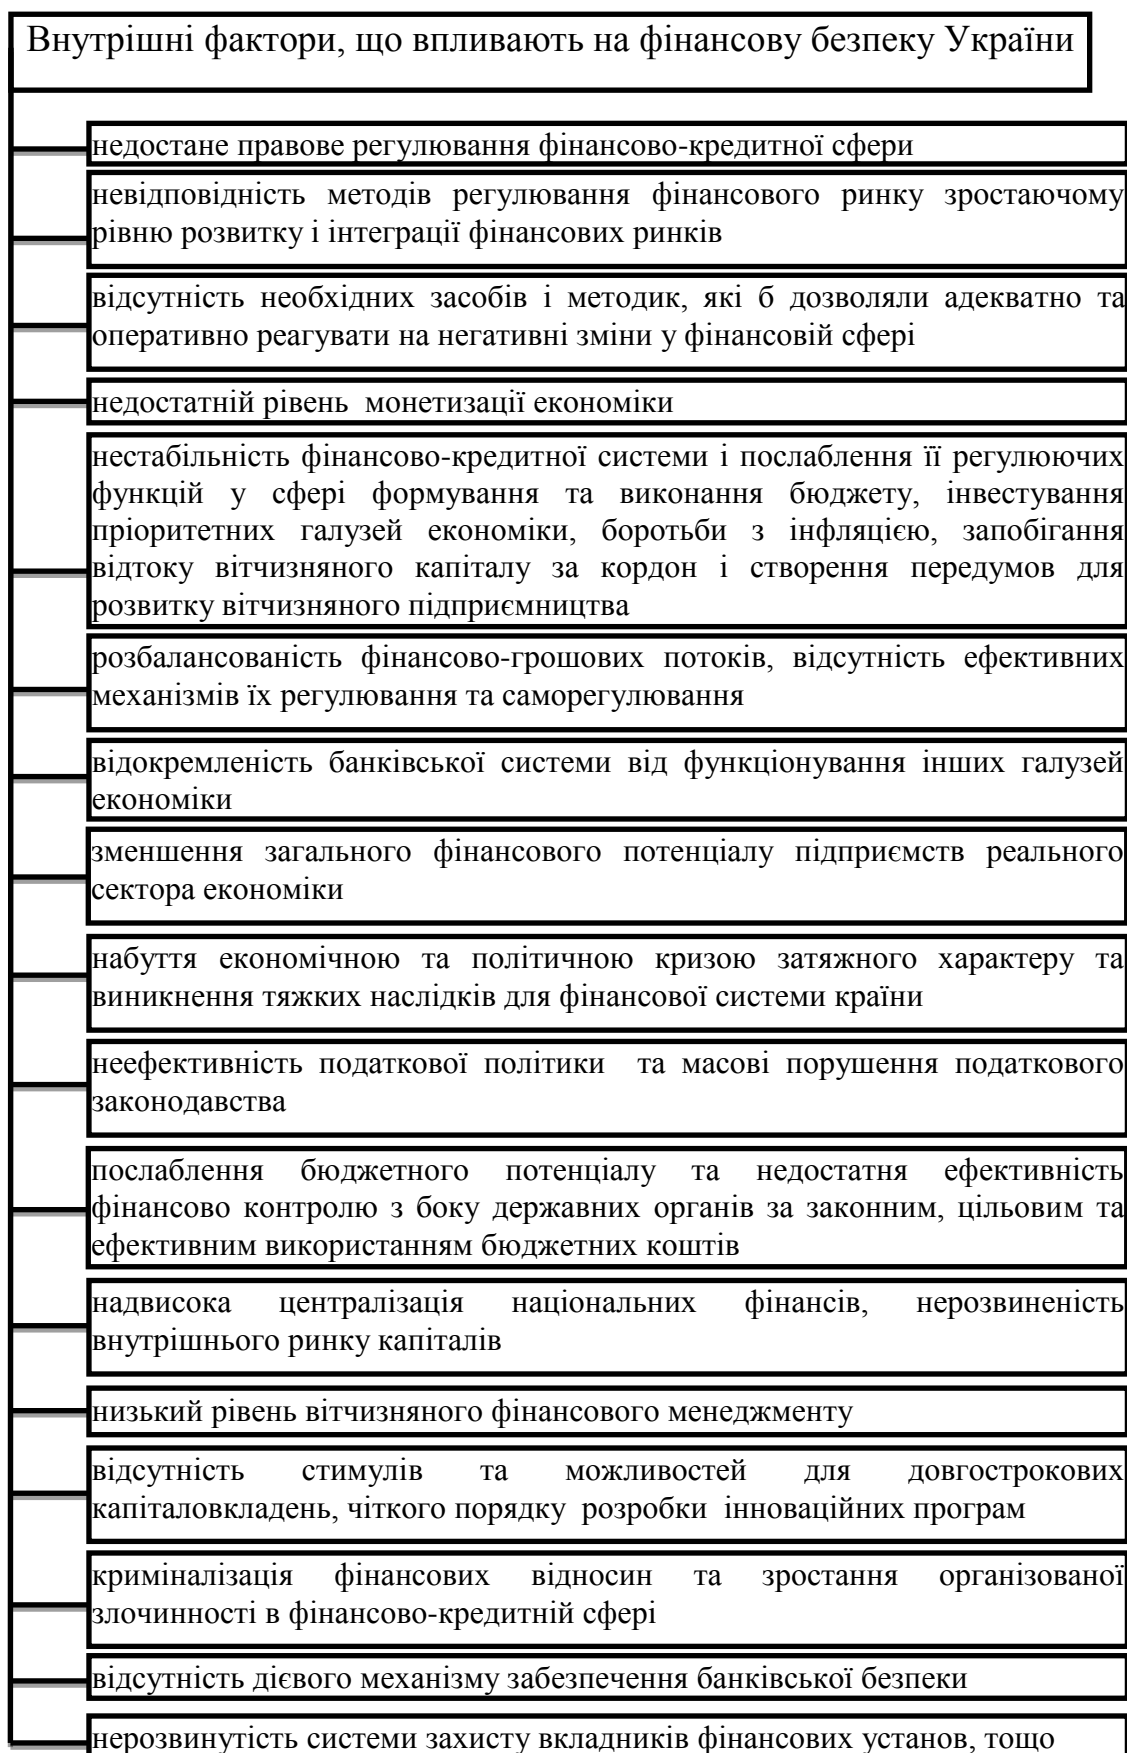 Внутрішні фактори, що впливають на фінансову безпеку України
недостане правове регулювання фінансово-кредитної сфери
невідповідність методів регулювання фінансового ринку зростаючому
рівню розвитку і інтеграції фінансових ринків
відсутність необхідних засобів і методик, які б дозволяли адекватно та
оперативно реагувати на негативні зміни у фінансовій сфері
недостатній рівень монетизації економіки
нестабільність фінансово-кредитної системи і послаблення її регулюючих
функцій у сфері формування та виконання бюджету, інвестування
пріоритетних галузей економіки, боротьби з інфляцією, запобігання
відтоку вітчизняного капіталу за кордон і створення передумов для
розвитку вітчизняного підприємництва
розбалансованість фінансово-грошових потоків, відсутність ефективних
механізмів їх регулювання та саморегулювання
відокремленість банківської системи від функціонування інших галузей
економіки
зменшення загального фінансового потенціалу підприємств реального
сектора економіки
набуття економічною та політичною кризою затяжного характеру та
виникнення тяжких наслідків для фінансової системи країни
неефективність податкової політики та масові порушення податкового
законодавства
послаблення бюджетного потенціалу та недостатня ефективність
фінансово контролю з боку державних органів за законним, цільовим та
ефективним використанням бюджетних коштів
надвисока централізація національних фінансів, нерозвиненість
внутрішнього ринку капіталів
низький рівень вітчизняного фінансового менеджменту
відсутність стимулів та можливостей для довгострокових
капіталовкладень, чіткого порядку розробки інноваційних програм
криміналізація фінансових відносин та зростання організованої
злочинності в фінансово-кредитній сфері
відсутність дієвого механізму забезпечення банківської безпеки
нерозвинутість системи захисту вкладників фінансових установ, тощо